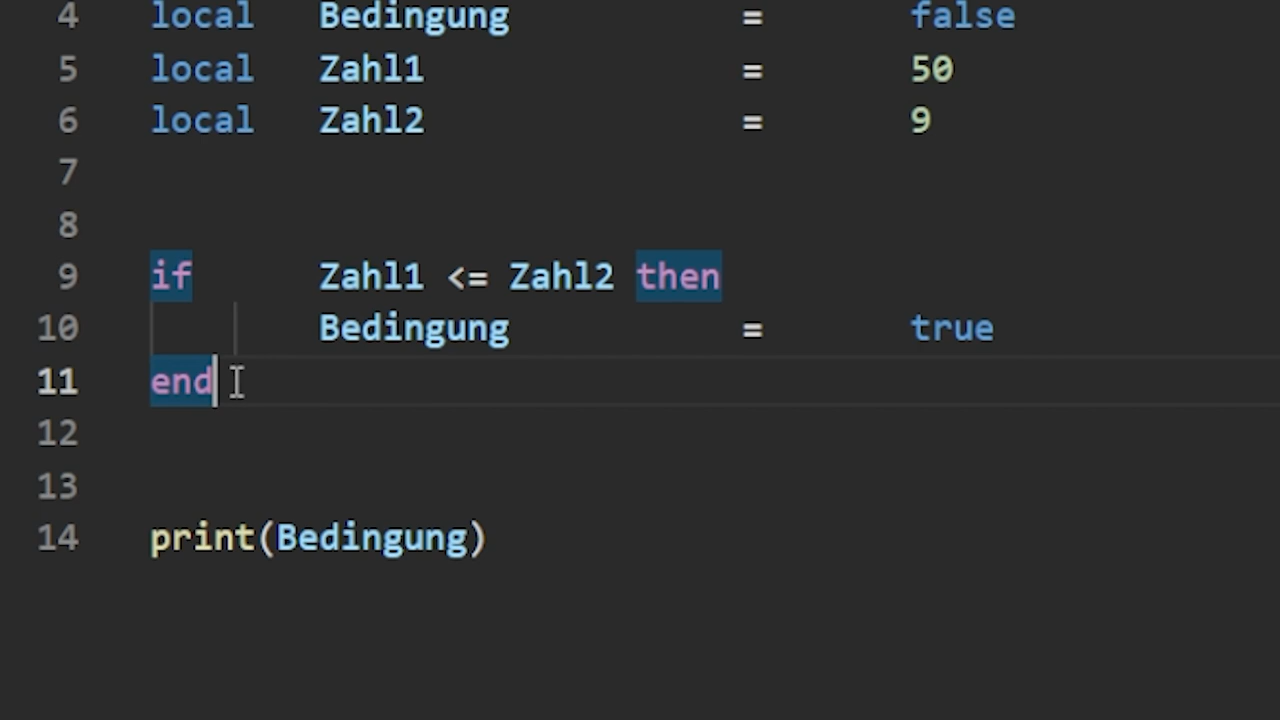 4 local Bedingung = false
5 local Zahl1 = 50
6 local Zahl2 = 9
7
8
9 if Zahl1 <= Zahl2 then
10 Bedingung = true
11 end
12
13
14 print(Bedingung)